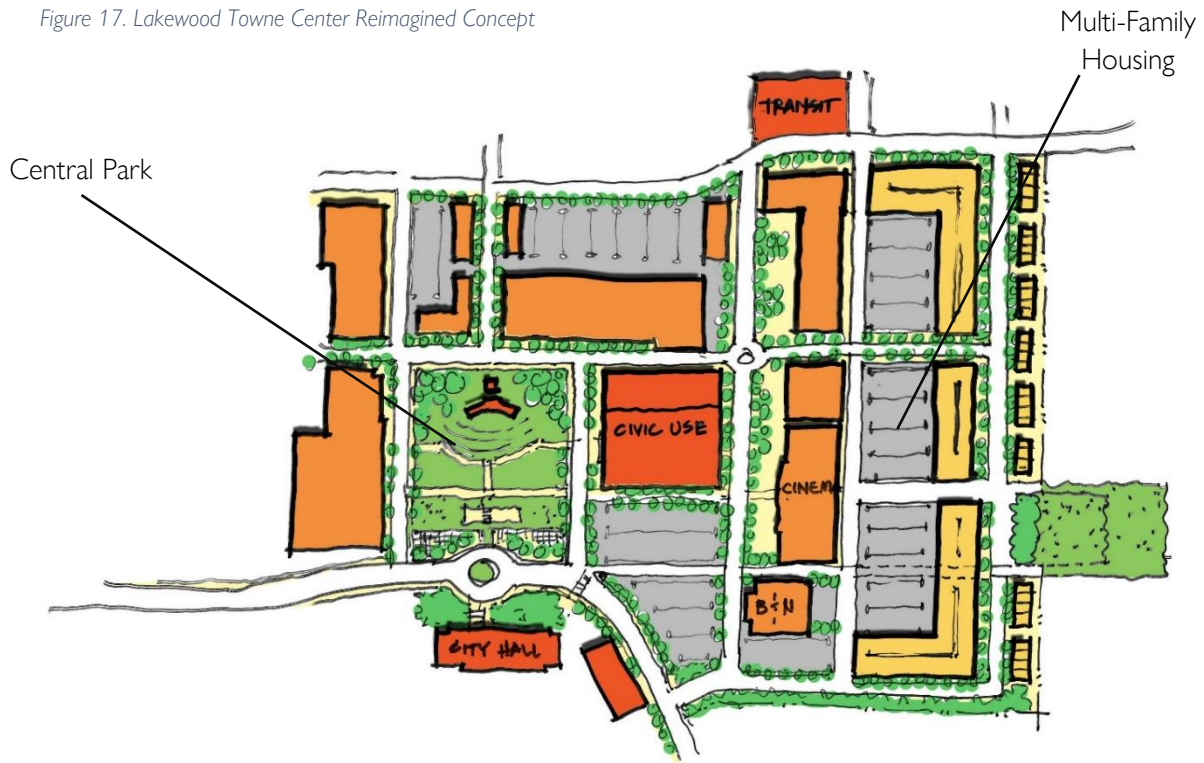 Figure 17. Lakewood Towne Center Reimagined Concept
Multi-Family
Housing
TRANSIT
Central Park
CIVIC USE
CINEMA
B+N
CITY HALL